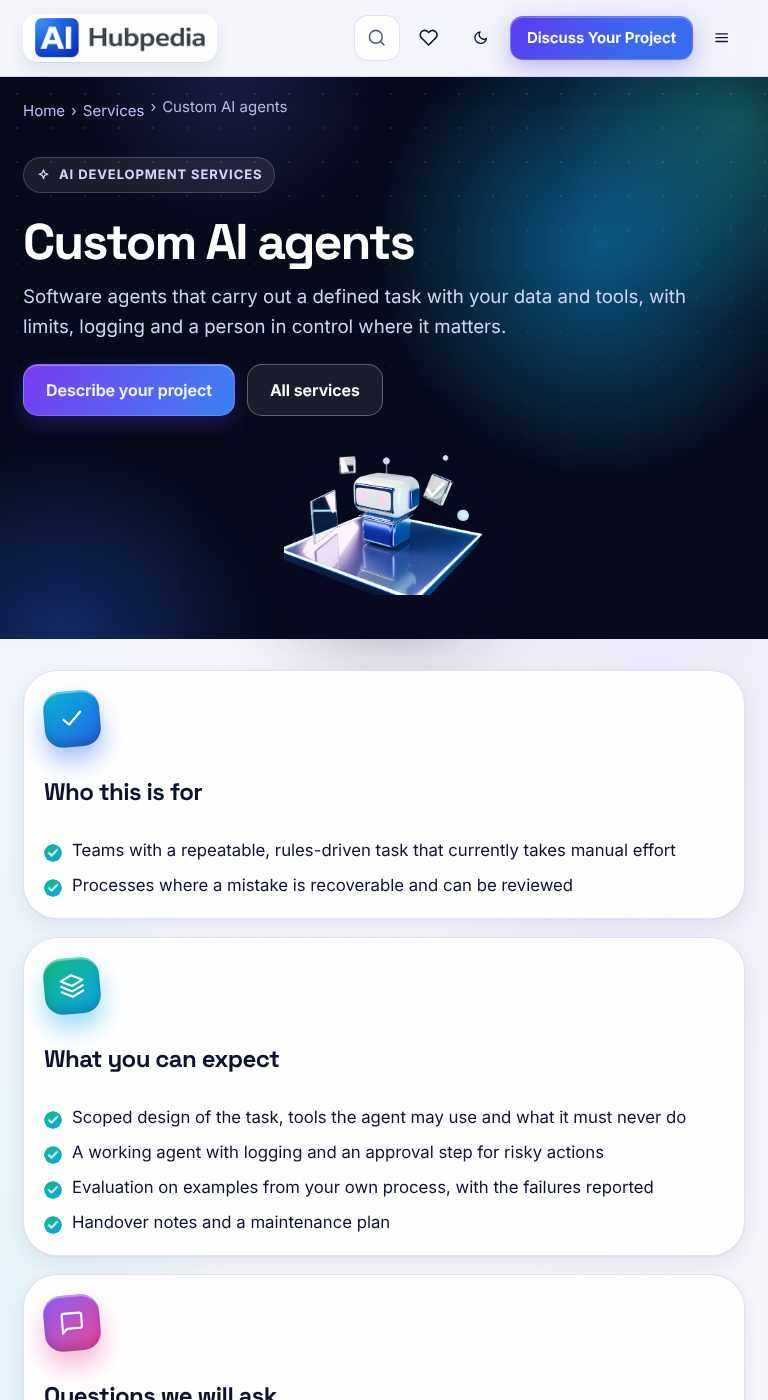 AI Hubpedia
Discuss Your Project
Home › Services › Custom AI agents
AI DEVELOPMENT SERVICES
Custom AI agents
Software agents that carry out a defined task with your data and tools, with
limits, logging and a person in control where it matters.
Describe your project
All services
Who this is for
Teams with a repeatable, rules-driven task that currently takes manual effort
Processes where a mistake is recoverable and can be reviewed
What you can expect
Scoped design of the task, tools the agent may use and what it must never do
A working agent with logging and an approval step for risky actions
Evaluation on examples from your own process, with the failures reported
Handover notes and a maintenance plan
Questions we will ask